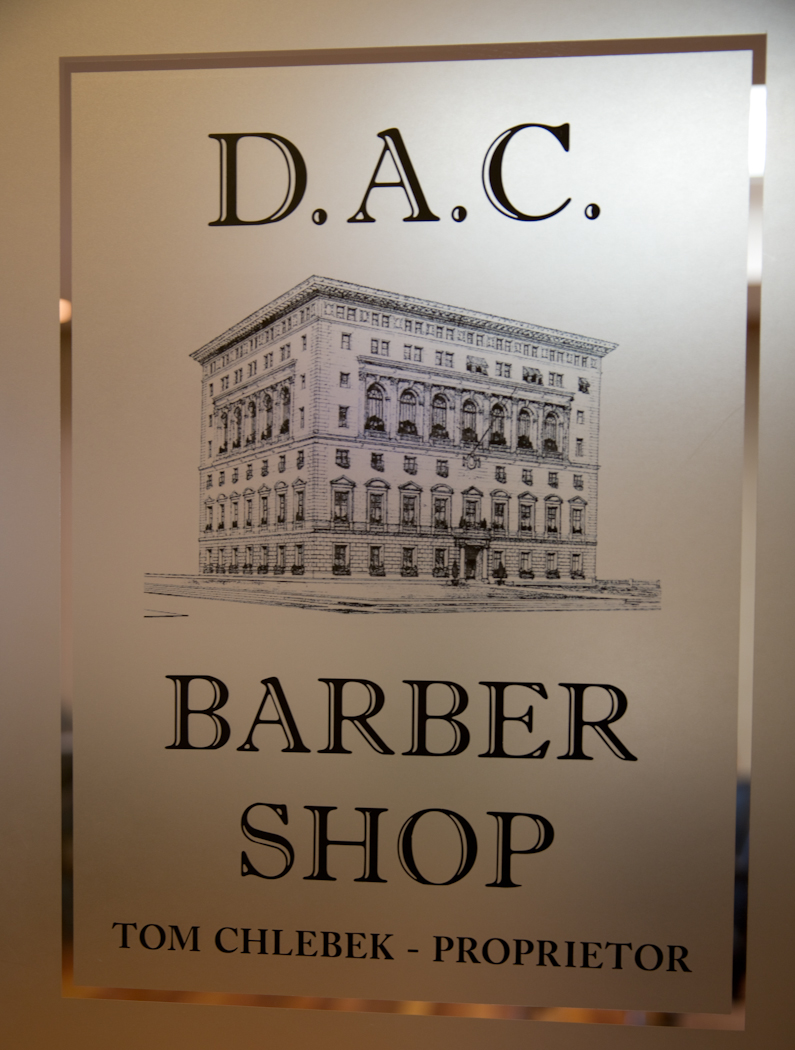 D.A.C.
BARBER
SHOP
TOM CHLEBEK - PROPRIETOR